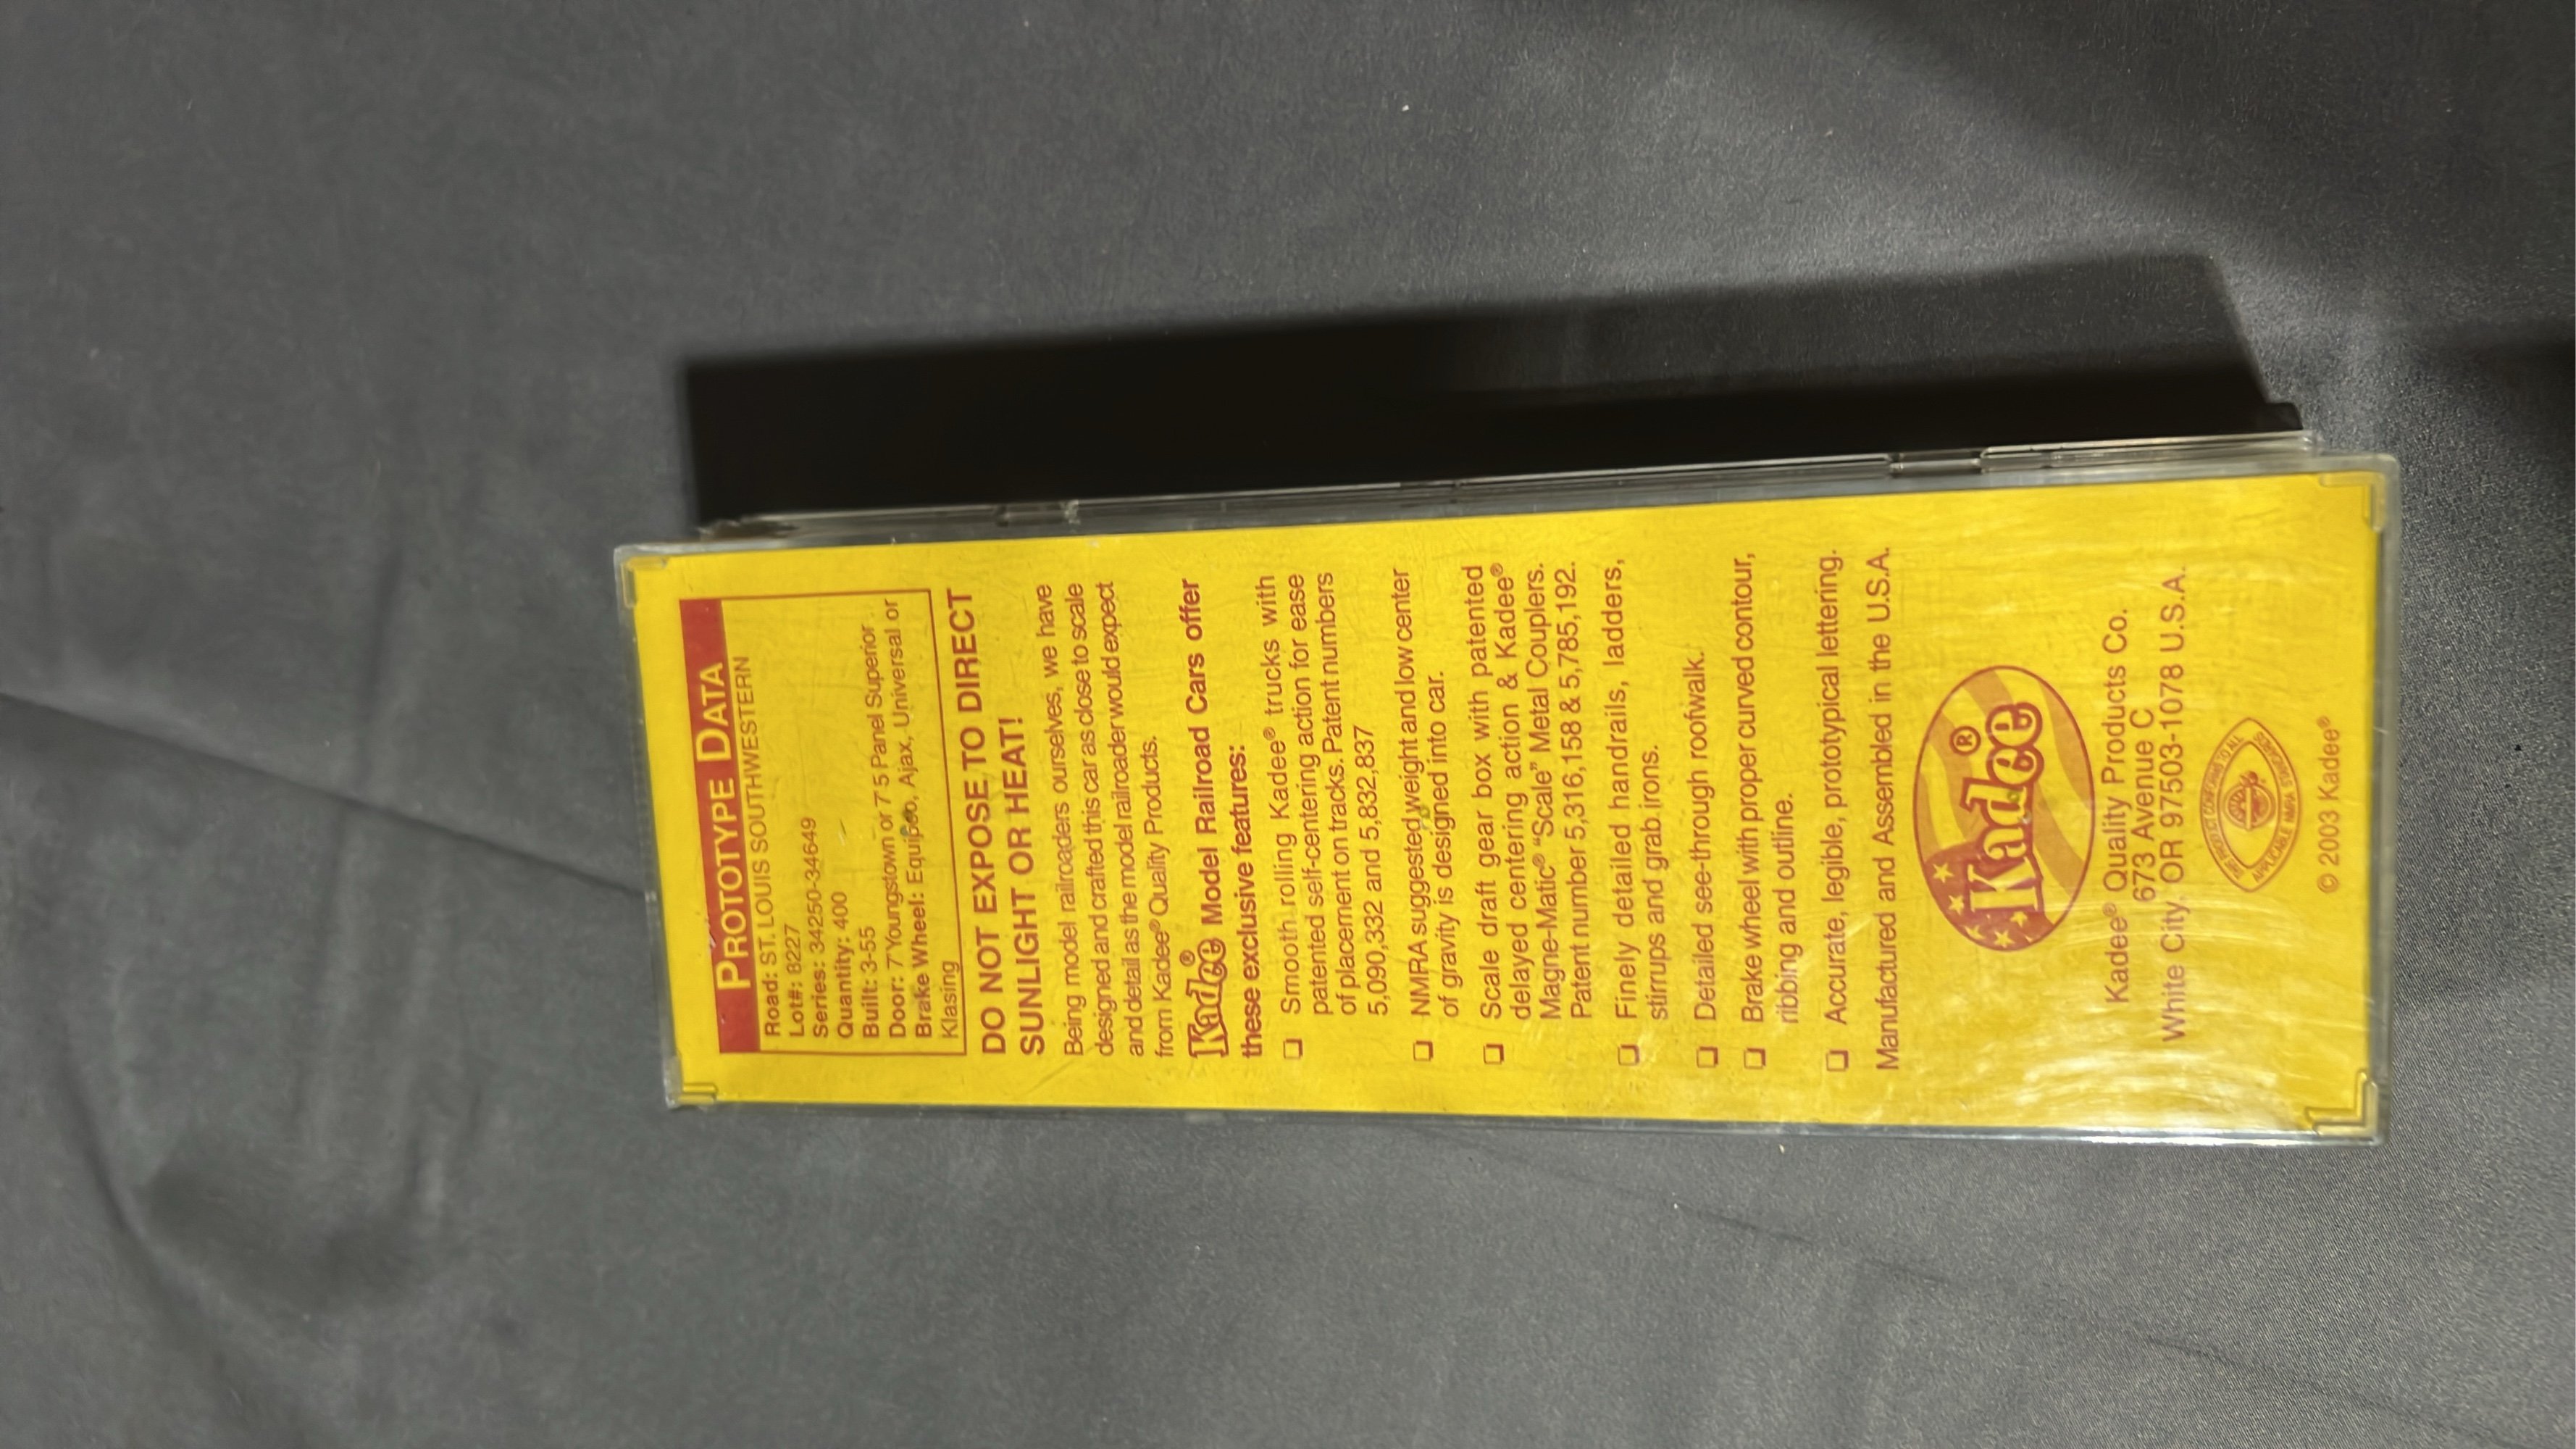 PROTOTYPE DATA
Road: ST. LOUIS SOUTHWESTERN
Lot#: 8227
Series: 34250-34649
Quantity: 400
Built: 3-55
Door: 7' Youngstown or 7' 5 Panel Superior
Brake Wheel: Equipco, Ajax, Universal or
Klasing
DO NOT EXPOSE TO DIRECT
SUNLIGHT OR HEAT!
Being model railroaders ourselves, we have
designed and crafted this car as close to scale
and detail as the model railroader would expect
from Kadee® Quality Products.
Kadee® Model Railroad Cars offer
these exclusive features:
❏ Smooth rolling Kadee® trucks with
patented self-centering action for ease
of placement on tracks. Patent numbers
5,090,332 and 5,832,837
❏ NMRA suggested weight and low center
of gravity is designed into car.
❏ Scale draft gear box with patented
delayed centering action & Kadee®
Magne-Matic® “Scale” Metal Couplers.
Patent number 5,316,158 & 5,785,192.
❏ Finely detailed handrails, ladders,
stirrups and grab irons.
❏ Detailed see-through roofwalk.
❏ Brake wheel with proper curved contour,
ribbing and outline.
❏ Accurate, legible, prototypical lettering.
Manufactured and Assembled in the U.S.A.
Kadee®
Kadee® Quality Products Co.
673 Avenue C
White City, OR 97503-1078 U.S.A.
THIS PRODUCT CONFORMS TO ALL
APPLICABLE NMRA STANDARDS
© 2003 Kadee®